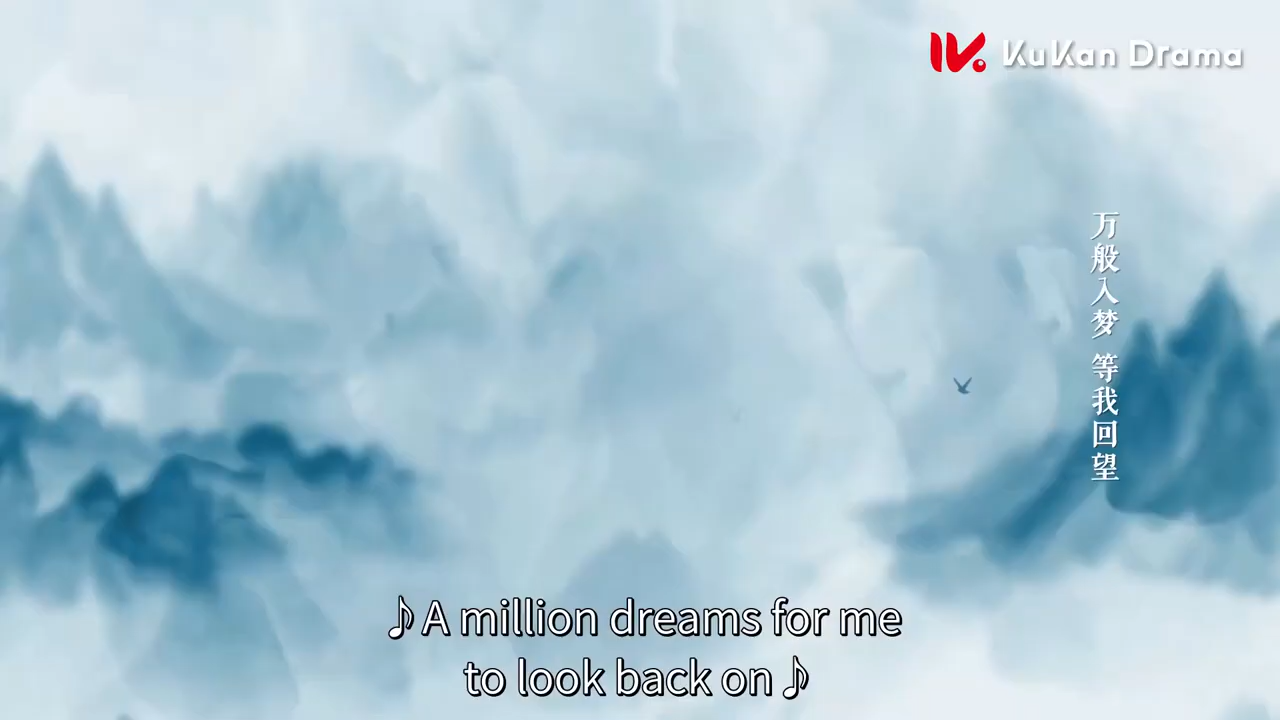 KuKan Drama
万般入梦 等我回望
♪A million dreams for me
to look back on♪